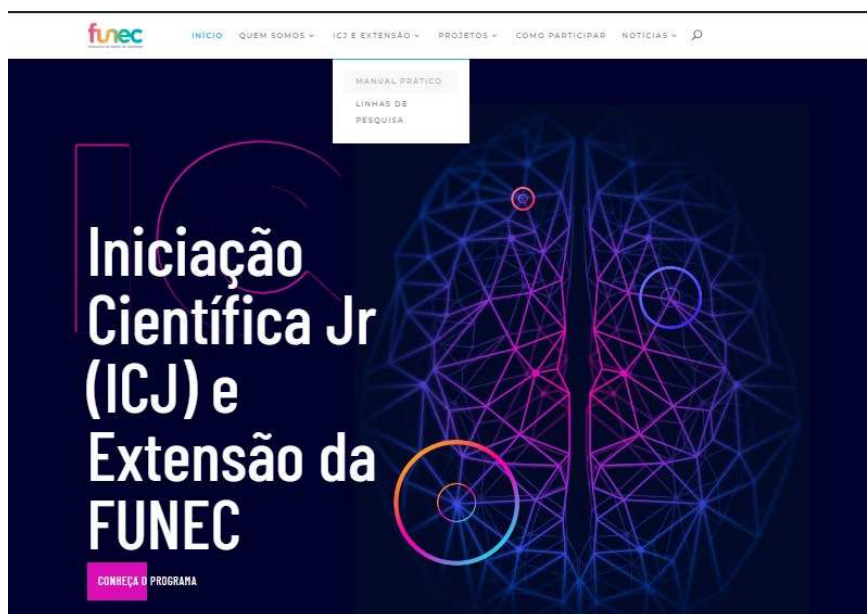 funec
INÍCIO QUEM SOMOS ICJ E EXTENSÃO PROJETOS COMO PARTICIPAR NOTÍCIAS
MANUAL PRÁTICO
LINHAS DE
PESQUISA
IC
Iniciação
Científica Jr
(ICJ) e
Extensão da
FUNEC
CONHEÇA O PROGRAMA